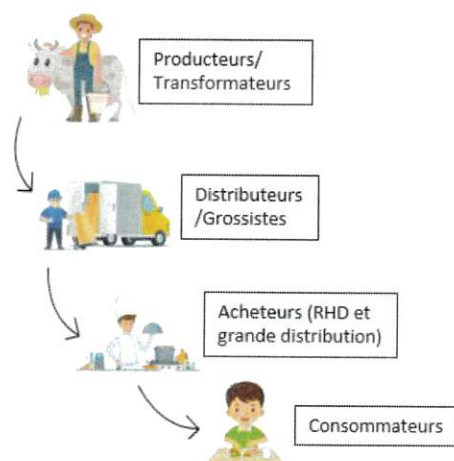 Producteurs/
Transformateurs
Distributeurs
/Grossistes
Acheteurs (RHD et
grande distribution)
Consommateurs